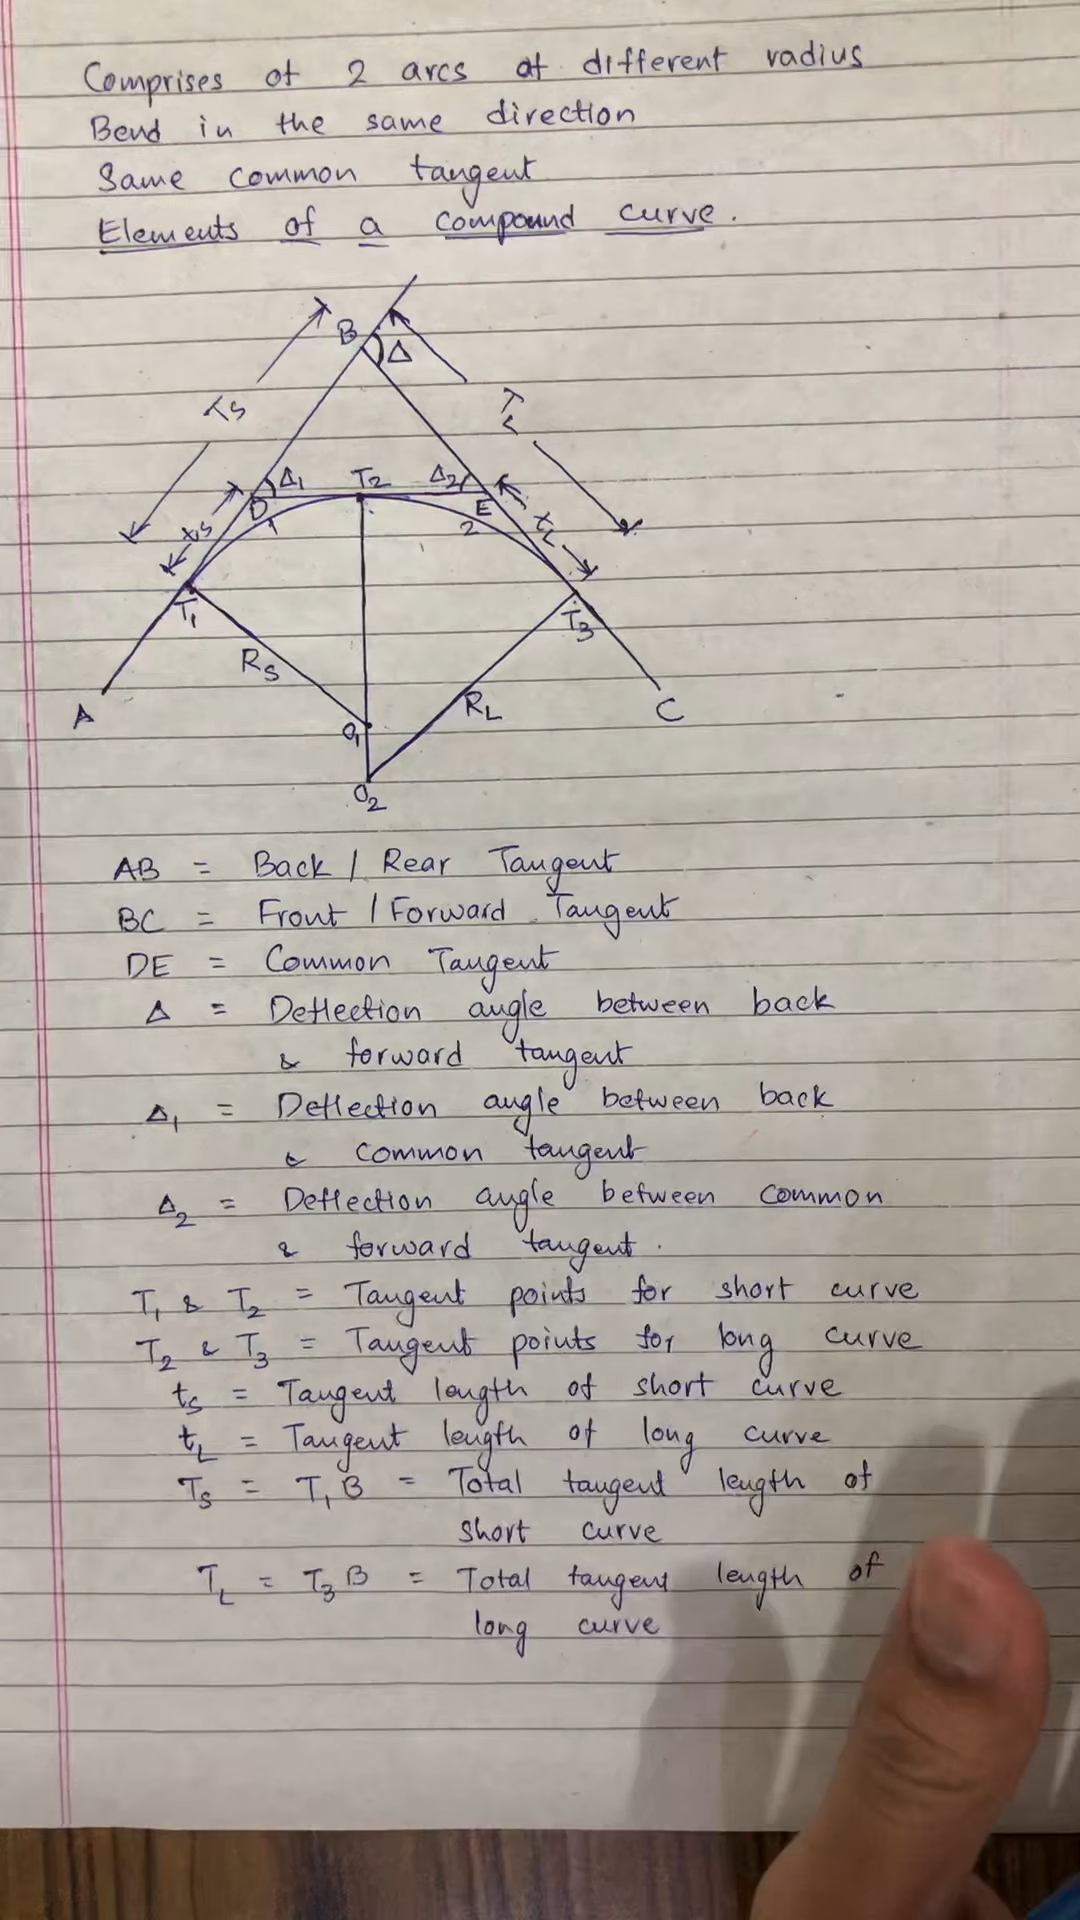 Comprises of 2 arcs of different radius
Bend in the same direction
Same common tangent
Elements of a compound curve.
B
Δ
Ts
TL
Δ1
T2
Δ2
D
E
ts
1
2
tL
T1
T3
Rs
RL
A
O1
C
O2
AB = Back / Rear Tangent
BC = Front / Forward Tangent
DE = Common Tangent
Δ = Deflection angle between back
& forward tangent
Δ1 = Deflection angle between back
& common tangent
Δ2 = Deflection angle between common
& forward tangent.
T1 & T2 = Tangent points for short curve
T2 & T3 = Tangent points for long curve
ts = Tangent length of short curve
tL = Tangent length of long curve
Ts = T1B = Total tangent length of
short curve
TL = T3B = Total tangent length of
long curve